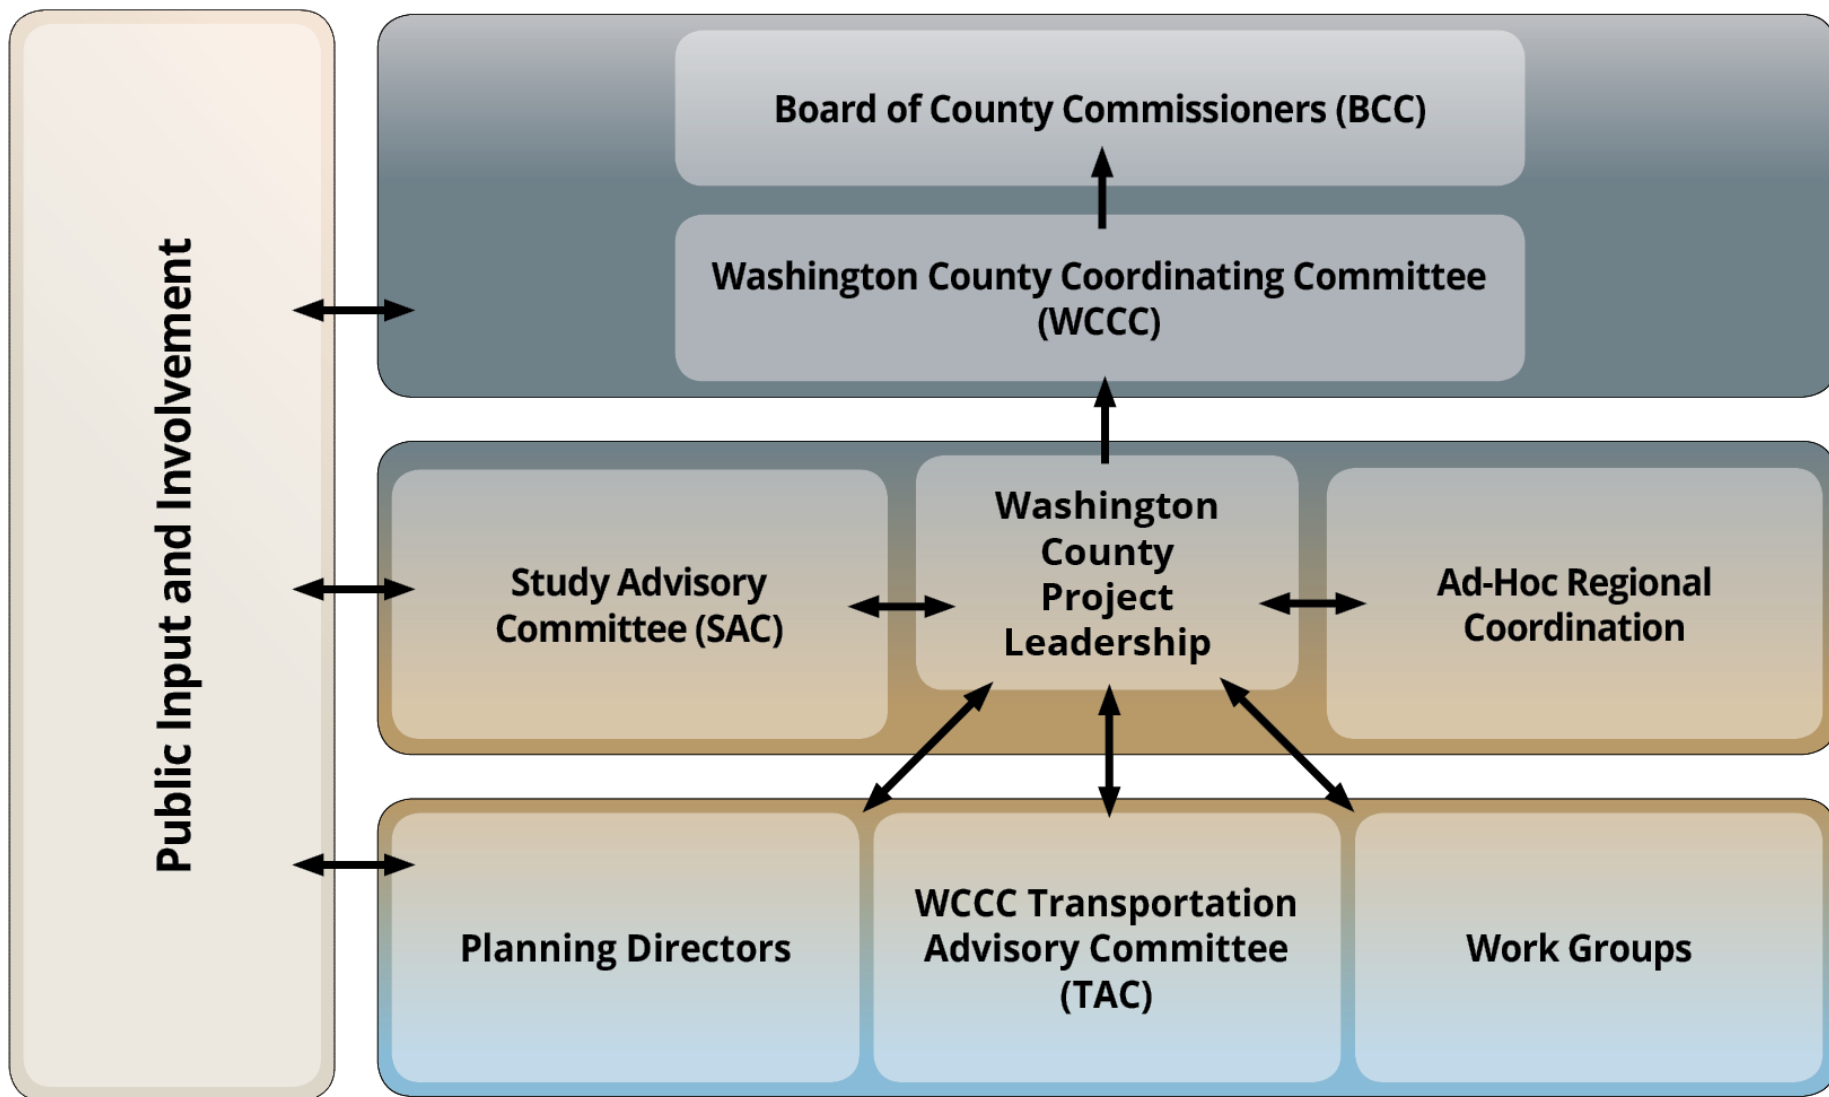 Public Input and Involvement
Board of County Commissioners (BCC)
Washington County Coordinating Committee
(WCCC)
Study Advisory
Committee (SAC)
Washington
County
Project
Leadership
Ad-Hoc Regional
Coordination
Planning Directors
WCCC Transportation
Advisory Committee
(TAC)
Work Groups